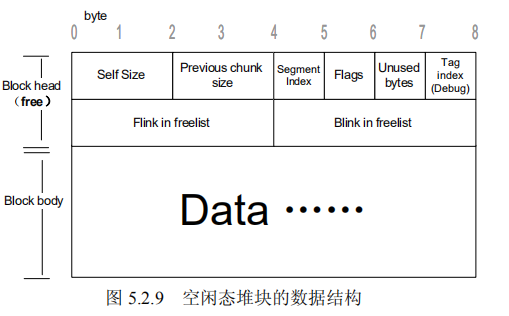 byte
0 1 2 3 4 5 6 7 8
Block head
（free）
Self Size
Previous chunk
size
Segment
Index
Flags
Unused
bytes
Tag
index
(Debug)
Flink in freelist
Blink in freelist
Block body
Data ……
图 5.2.9 空闲态堆块的数据结构